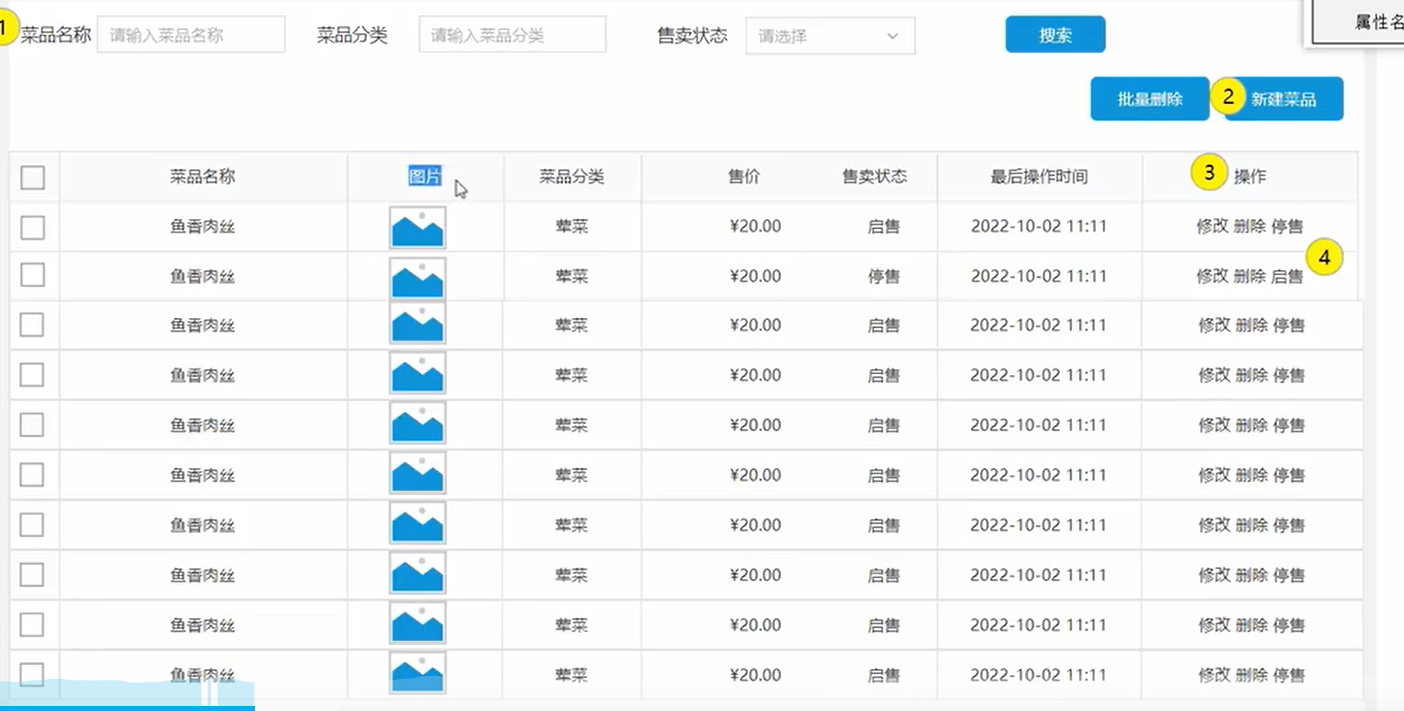 1 菜品名称 请输入菜品名称 菜品分类 请输入菜品分类 售卖状态 请选择 搜索 属性名
批量删除 2 新建菜品
菜品名称 图片 菜品分类 售价 售卖状态 最后操作时间 3 操作
鱼香肉丝 荤菜 ¥20.00 启售 2022-10-02 11:11 修改 删除 停售
4
鱼香肉丝 荤菜 ¥20.00 停售 2022-10-02 11:11 修改 删除 启售
鱼香肉丝 荤菜 ¥20.00 启售 2022-10-02 11:11 修改 删除 停售
鱼香肉丝 荤菜 ¥20.00 启售 2022-10-02 11:11 修改 删除 停售
鱼香肉丝 荤菜 ¥20.00 启售 2022-10-02 11:11 修改 删除 停售
鱼香肉丝 荤菜 ¥20.00 启售 2022-10-02 11:11 修改 删除 停售
鱼香肉丝 荤菜 ¥20.00 启售 2022-10-02 11:11 修改 删除 停售
鱼香肉丝 荤菜 ¥20.00 启售 2022-10-02 11:11 修改 删除 停售
鱼香肉丝 荤菜 ¥20.00 启售 2022-10-02 11:11 修改 删除 停售
鱼香肉丝 荤菜 ¥20.00 启售 2022-10-02 11:11 修改 删除 停售